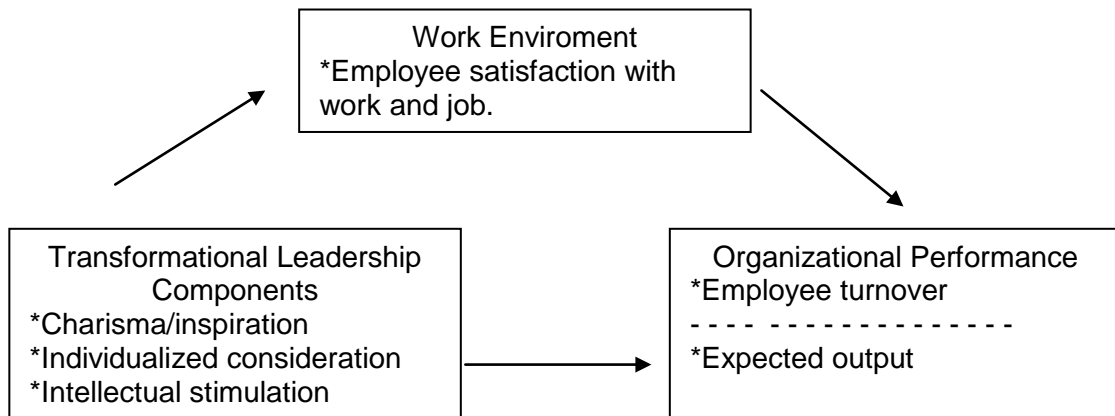 Work Enviroment
*Employee satisfaction with
work and job.
Transformational Leadership
Components
*Charisma/inspiration
*Individualized consideration
*Intellectual stimulation
Organizational Performance
*Employee turnover
- - - - - - - - - - - - - - - - - - -
*Expected output